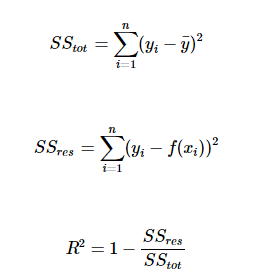 $SS_{tot} = \sum_{i=1}^{n} (y_i - \bar{y})^2$
$SS_{res} = \sum_{i=1}^{n} (y_i - f(x_i))^2$
$R^2 = 1 - \frac{SS_{res}}{SS_{tot}}$